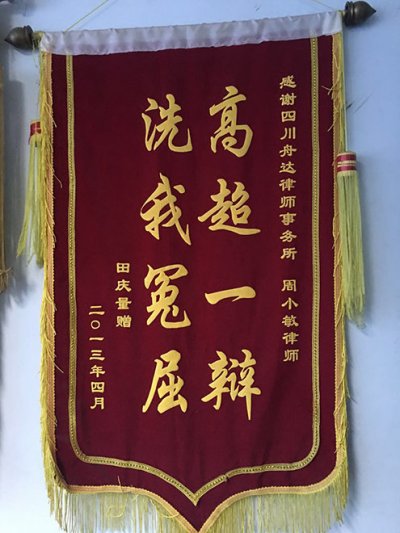 感谢四川舟达律师事务所 周小敏律师
高超一辩
洗我冤屈
田庆量赠
二〇一三年四月